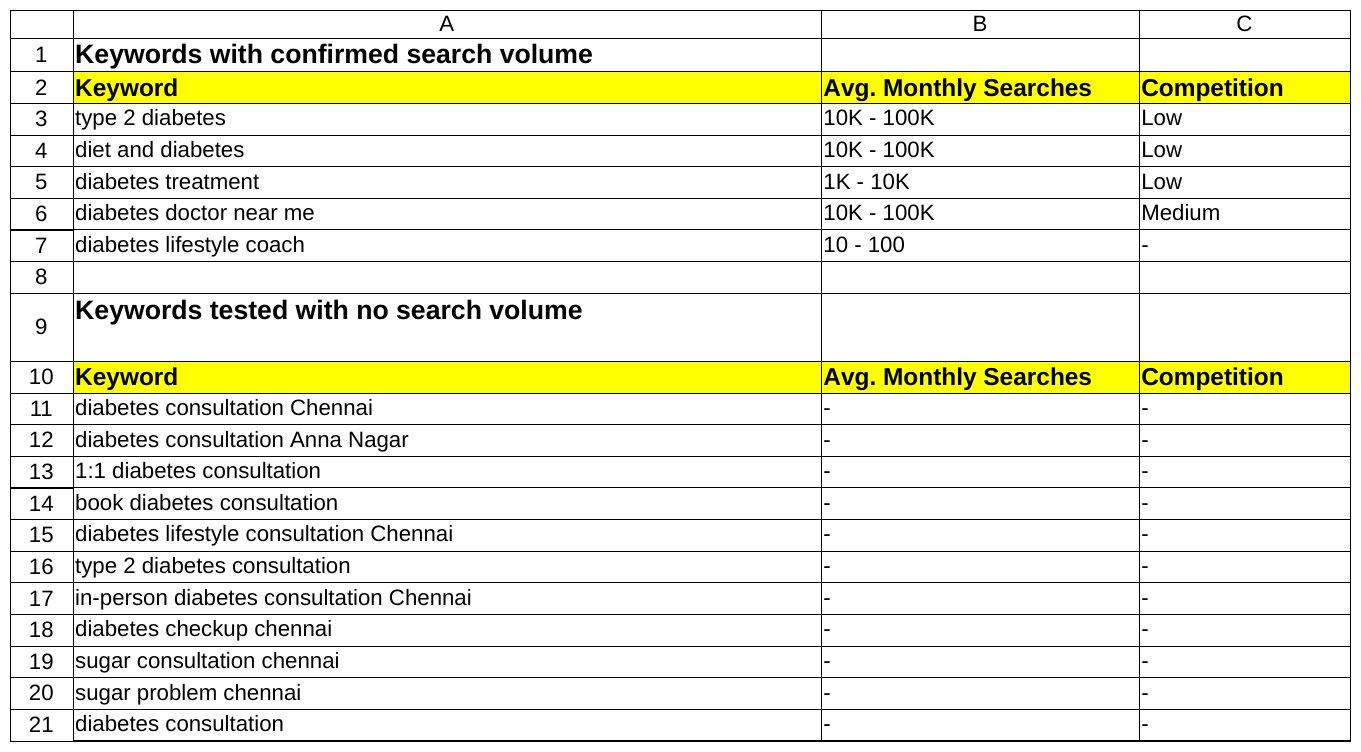 A B C
1 Keywords with confirmed search volume
2 Keyword Avg. Monthly Searches Competition
3 type 2 diabetes 10K - 100K Low
4 diet and diabetes 10K - 100K Low
5 diabetes treatment 1K - 10K Low
6 diabetes doctor near me 10K - 100K Medium
7 diabetes lifestyle coach 10 - 100 -
8
9 Keywords tested with no search volume
10 Keyword Avg. Monthly Searches Competition
11 diabetes consultation Chennai - -
12 diabetes consultation Anna Nagar - -
13 1:1 diabetes consultation - -
14 book diabetes consultation - -
15 diabetes lifestyle consultation Chennai - -
16 type 2 diabetes consultation - -
17 in-person diabetes consultation Chennai - -
18 diabetes checkup chennai - -
19 sugar consultation chennai - -
20 sugar problem chennai - -
21 diabetes consultation - -